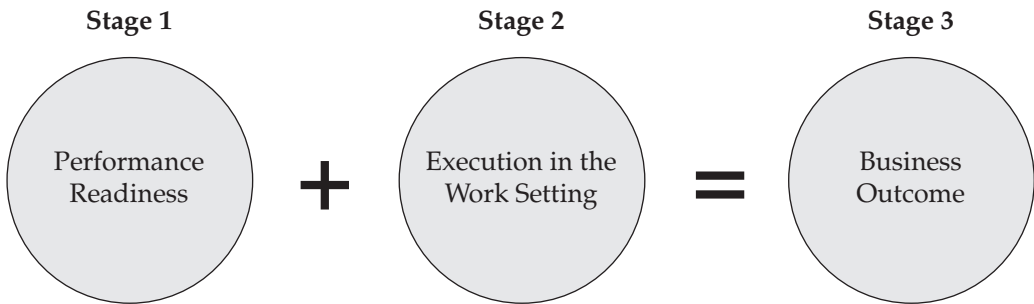 Stage 1
Stage 2
Stage 3
Performance
Readiness
+
Execution in the
Work Setting
=
Business
Outcome